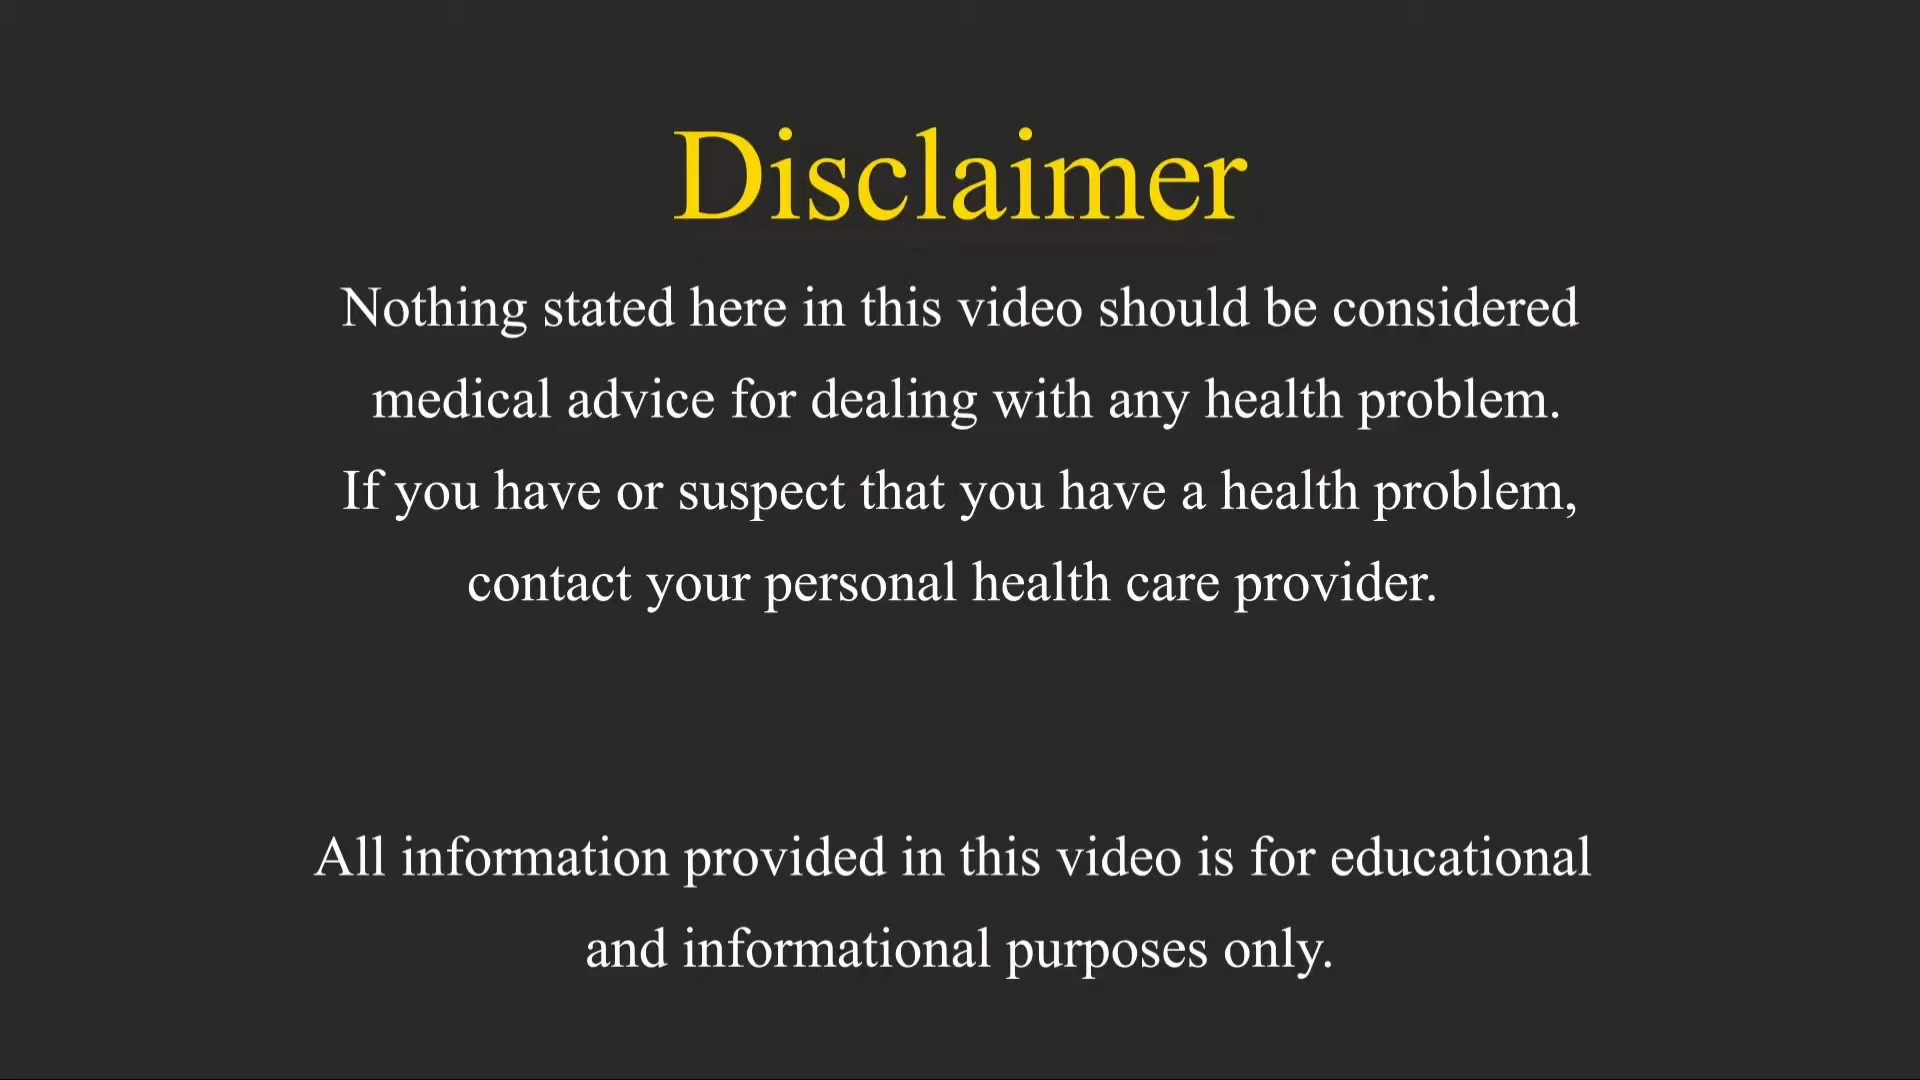 Disclaimer
Nothing stated here in this video should be considered
medical advice for dealing with any health problem.
If you have or suspect that you have a health problem,
contact your personal health care provider.
All information provided in this video is for educational
and informational purposes only.